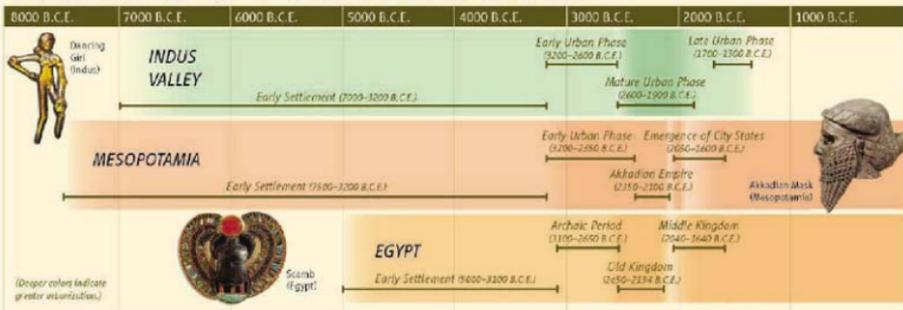 8000 B.C.E. 7000 B.C.E. 6000 B.C.E. 5000 B.C.E. 4000 B.C.E. 3000 B.C.E. 2000 B.C.E. 1000 B.C.E.
Dancing
Girl
(Indus)
INDUS
VALLEY
Early Settlement (7000–3200 B.C.E.)
Early Urban Phase
(3200–2600 B.C.E.)
Mature Urban Phase
(2600–1900 B.C.E.)
Late Urban Phase
(1700–1300 B.C.E.)
MESOPOTAMIA
Early Settlement (7500–3200 B.C.E.)
Early Urban Phase
(3200–2350 B.C.E.)
Akkadian Empire
(2350–2100 B.C.E.)
Emergence of City States
(2050–1600 B.C.E.)
Akkadian Mask
(Mesopotamia)
EGYPT
Early Settlement (5000–3100 B.C.E.)
Archaic Period
(3100–2650 B.C.E.)
Old Kingdom
(2650–2134 B.C.E.)
Middle Kingdom
(2040–1640 B.C.E.)
Scarab
(Egypt)
(Deeper colors indicate
greater urbanization.)